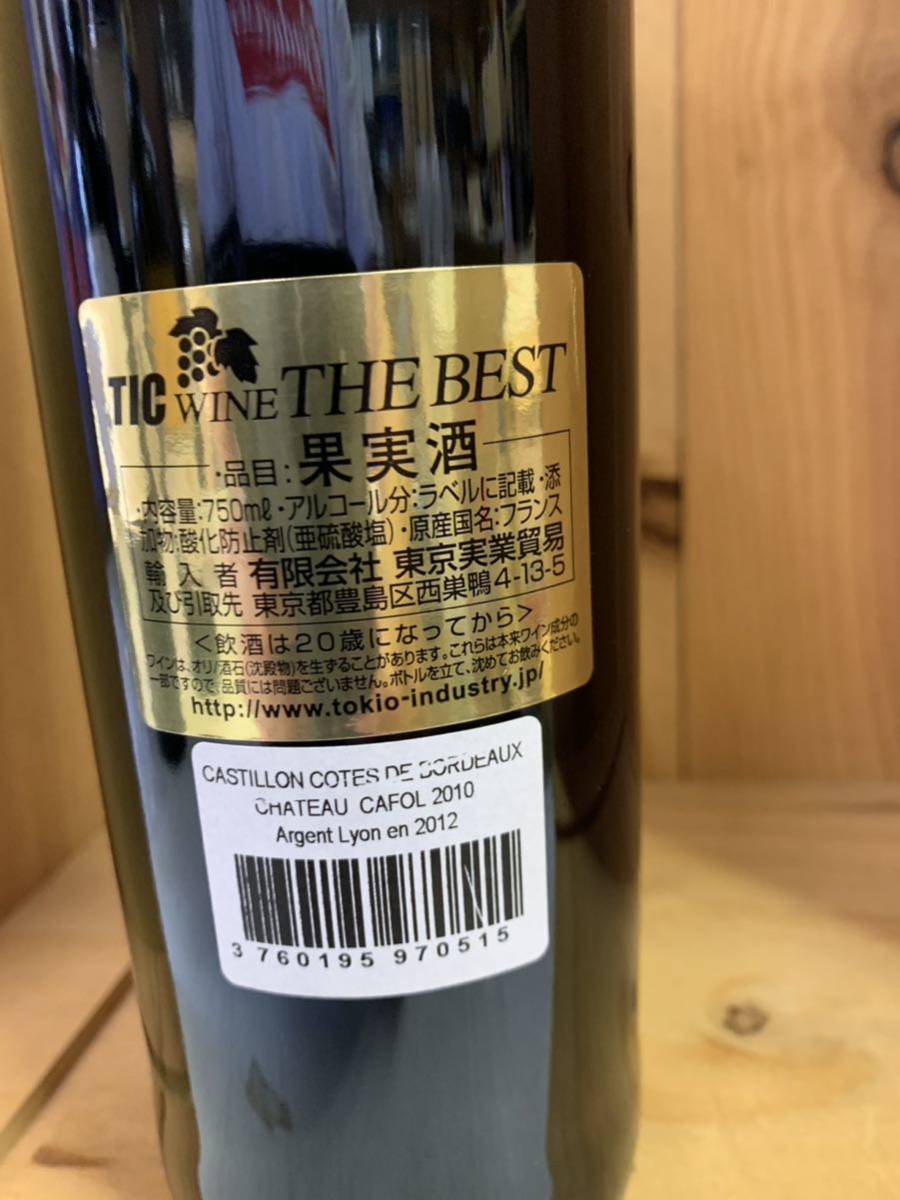 TIC WINE THE BEST
・品目：果実酒
・内容量：750mℓ・アルコール分：ラベルに記載・添
加物：酸化防止剤（亜硫酸塩）・原産国名：フランス
輸入者 有限会社 東京実業貿易
及び引取先 東京都豊島区西巣鴨4-13-5
＜飲酒は20歳になってから＞
ワインは、オリ/酒石（沈殿物）を生ずることがあります。これらは本来ワイン成分の
一部ですので、品質には問題ございません。ボトルを立て、沈めてお飲みください。
http://www.tokio-industry.jp/
CASTILLON COTES DE BORDEAUX
CHATEAU CAFOL 2010
Argent Lyon en 2012
3 760195 970515